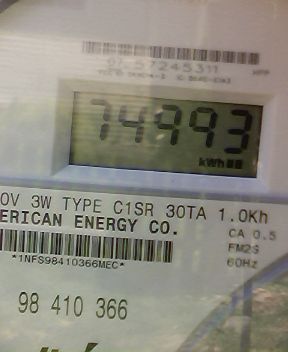 57245311
74993
kWh
0V 3W TYPE C1SR 30TA 1.0Kh
ERICAN ENERGY CO.
CA 0.5
FM2S
60Hz
*1NFS98410366MEC*
98 410 366